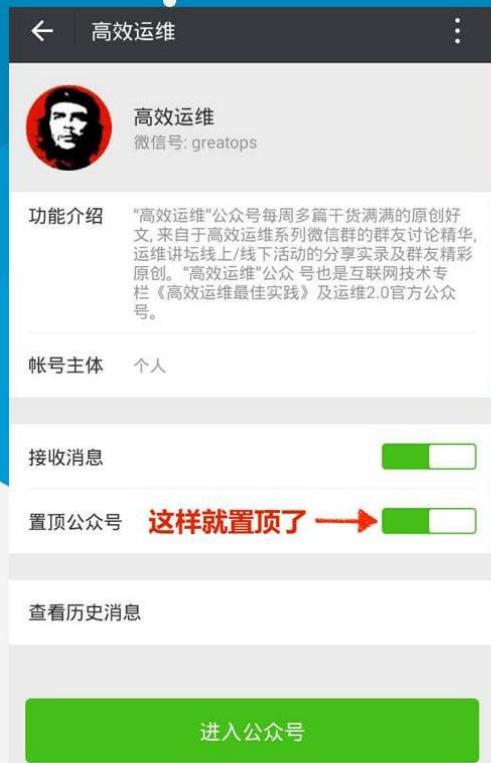 高效运维
高效运维
微信号: greatops
功能介绍
“高效运维”公众号每周多篇干货满满的原创好
文, 来自于高效运维系列微信群的群友讨论精华,
运维讲坛线上/线下活动的分享实录及群友精彩
原创。“高效运维”公众 号也是互联网技术专
栏《高效运维最佳实践》及运维2.0官方公众
号。
帐号主体 个人
接收消息
置顶公众号 这样就置顶了
查看历史消息
进入公众号